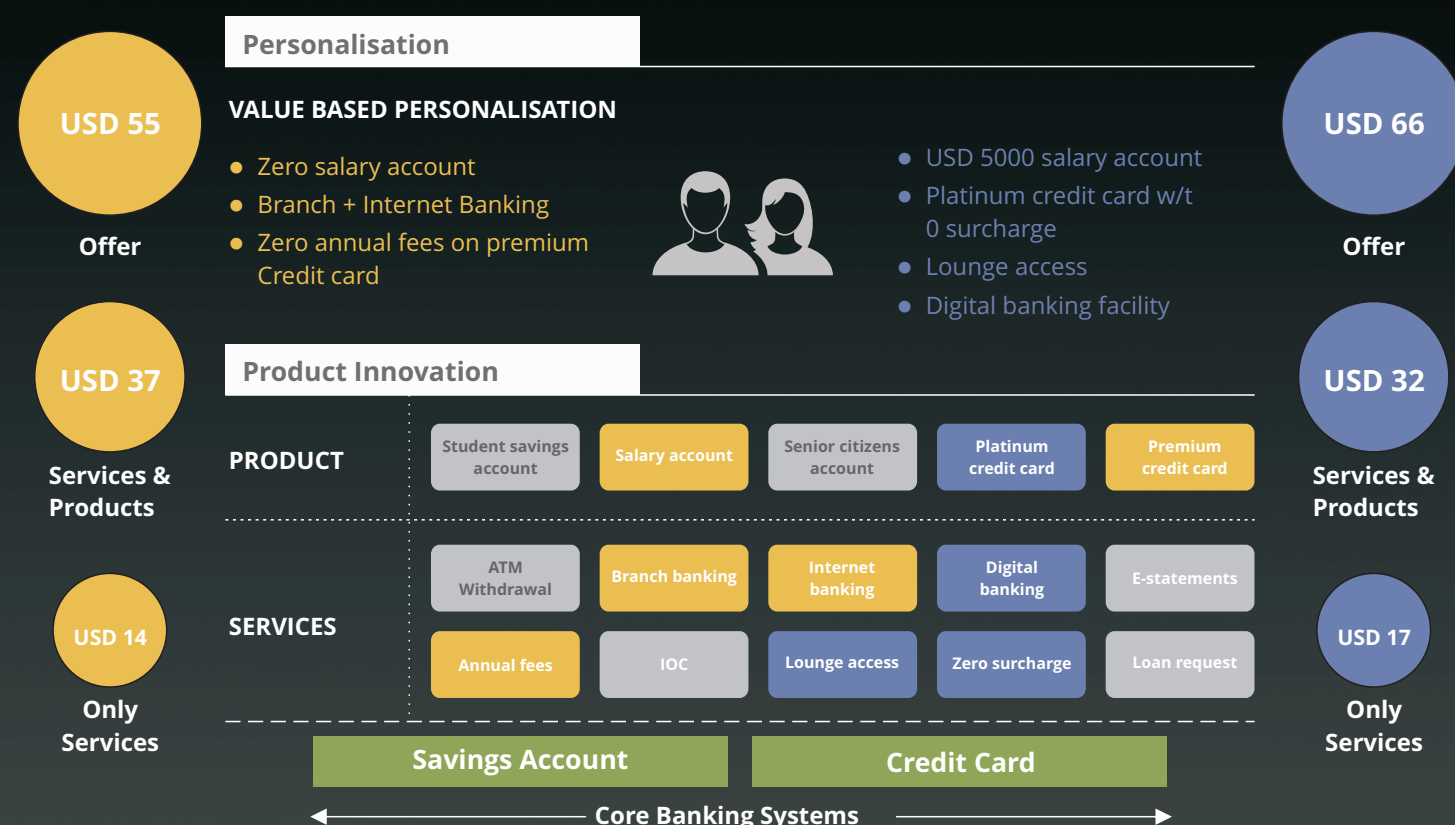 Personalisation
USD 55
Offer
VALUE BASED PERSONALISATION
● Zero salary account
● Branch + Internet Banking
● Zero annual fees on premium
Credit card
● USD 5000 salary account
● Platinum credit card w/t
0 surcharge
● Lounge access
● Digital banking facility
USD 66
Offer
Product Innovation
USD 37
Services &
Products
PRODUCT
Student savings
account
Salary account
Senior citizens
account
Platinum
credit card
Premium
credit card
USD 32
Services &
Products
USD 14
Only
Services
SERVICES
ATM
Withdrawal
Branch banking
Internet
banking
Digital
banking
E-statements
Annual fees
IOC
Lounge access
Zero surcharge
Loan request
USD 17
Only
Services
Savings Account
Credit Card
Core Banking Systems